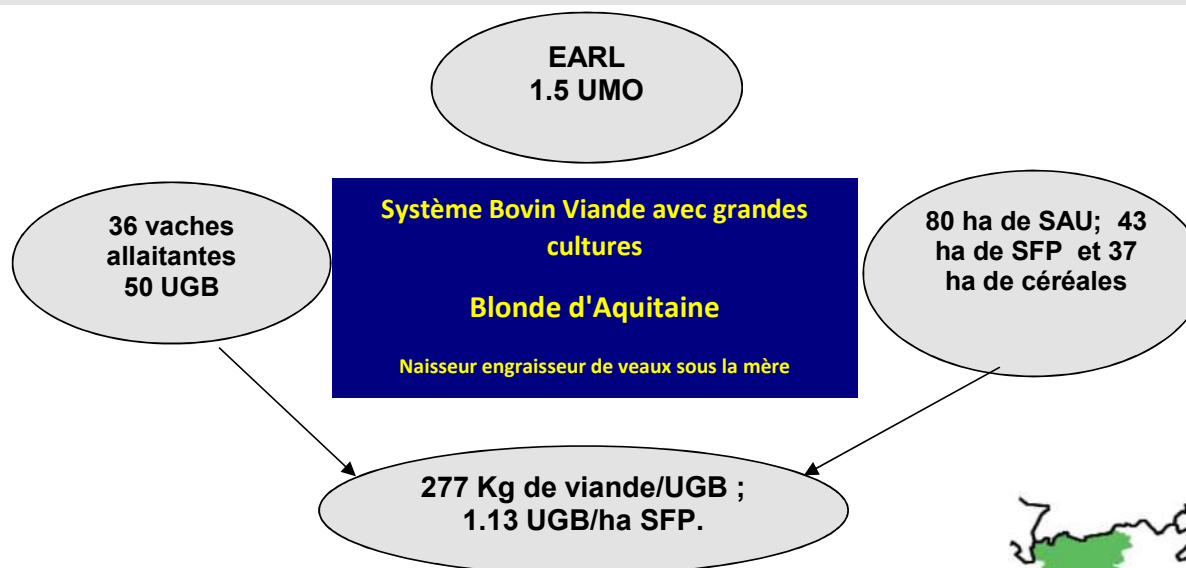 EARL
1.5 UMO
36 vaches
allaitantes
50 UGB
Système Bovin Viande avec grandes
cultures
Blonde d'Aquitaine
Naisseur engraisseur de veaux sous la mère
80 ha de SAU; 43
ha de SFP et 37
ha de céréales
277 Kg de viande/UGB ;
1.13 UGB/ha SFP.